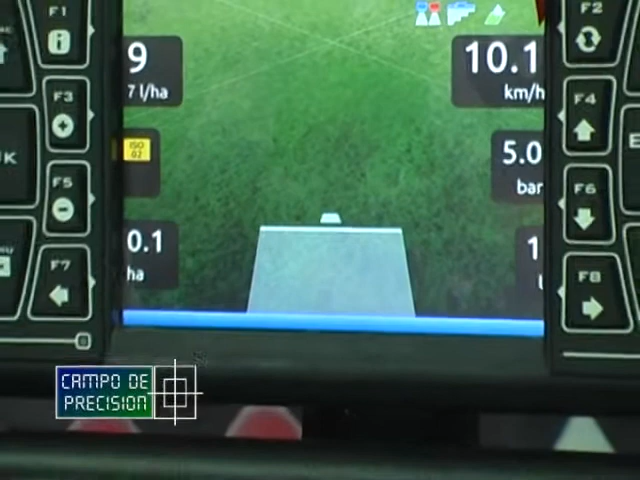 F1
F2
9
7 l/ha
10.1
km/h
F3
F4
K
ISO
02
5.0
bar
F5
F6
0.1
ha
1
F7
F8
CAMPO DE
PRECISION